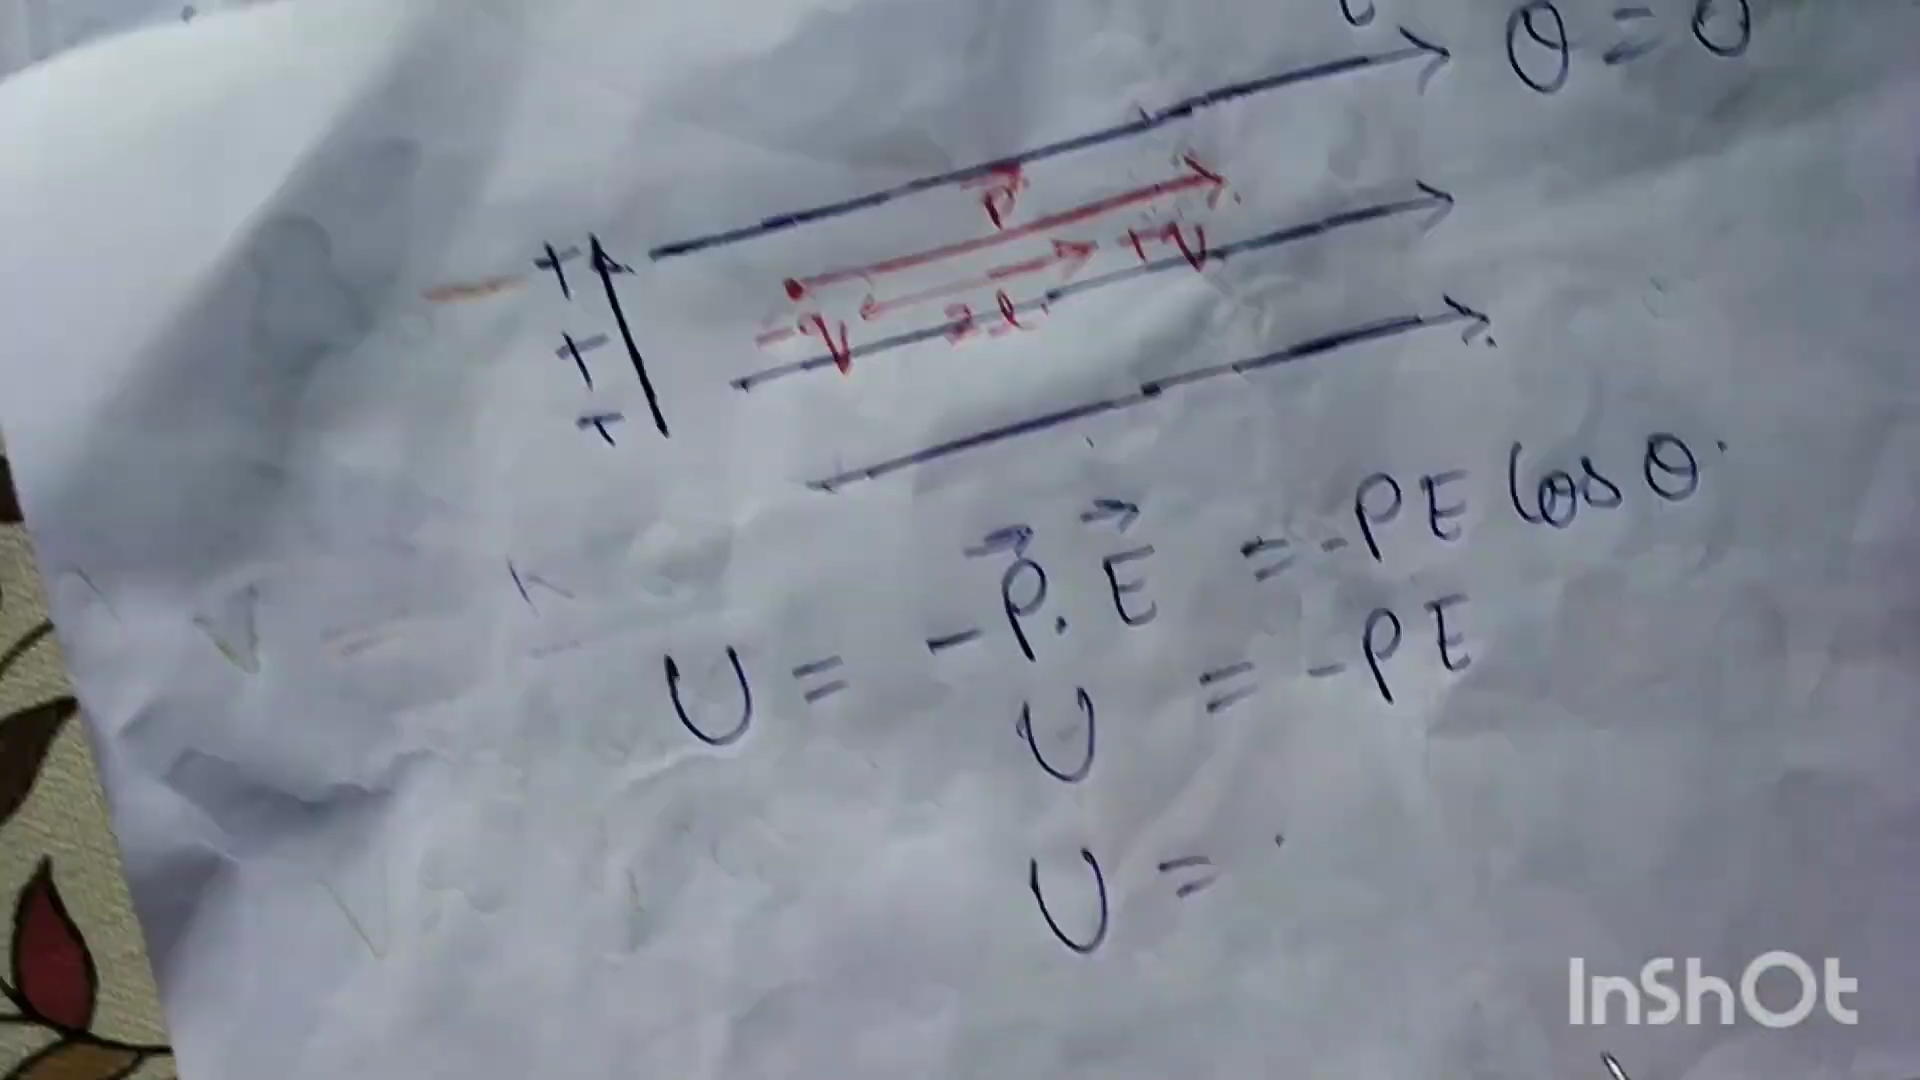 θ = 0
P⃗
+q
-q 2l
+
+
+
U = -P⃗.E⃗ = -PE Cos θ
U = -PE
U =
InShOt